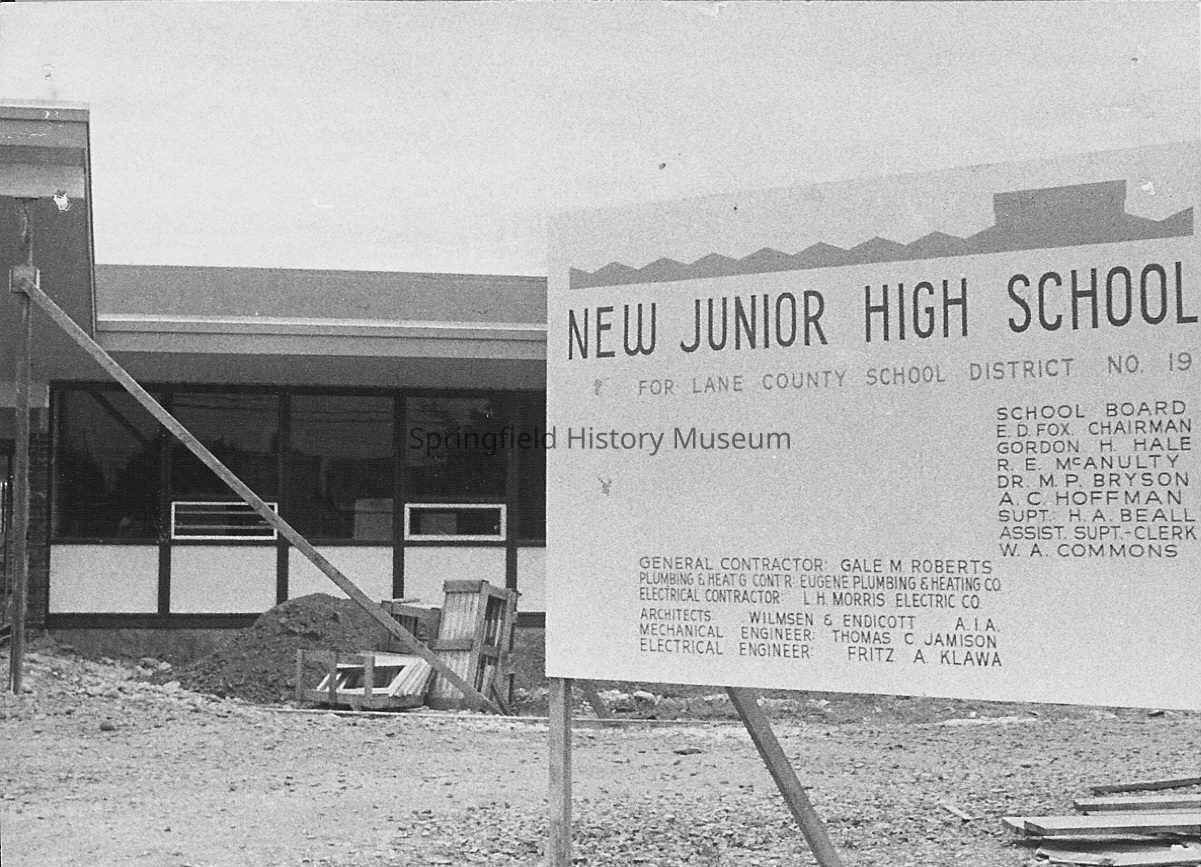 NEW JUNIOR HIGH SCHOOL
FOR LANE COUNTY SCHOOL DISTRICT NO. 19
SCHOOL BOARD
E. D. FOX, CHAIRMAN
GORDON H. HALE
R. E. McANULTY
DR. M. P. BRYSON
A. C. HOFFMAN
SUPT.: H. A. BEALL
ASSIST. SUPT.-CLERK
W. A. COMMONS
GENERAL CONTRACTOR: GALE M ROBERTS
PLUMBING & HEAT'G CONT'R: EUGENE PLUMBING & HEATING CO.
ELECTRICAL CONTRACTOR: L. H. MORRIS ELECTRIC CO.
ARCHITECTS WILMSEN & ENDICOTT A.I.A.
MECHANICAL ENGINEER: THOMAS C. JAMISON
ELECTRICAL ENGINEER: FRITZ A KLAWA
Springfield History Museum